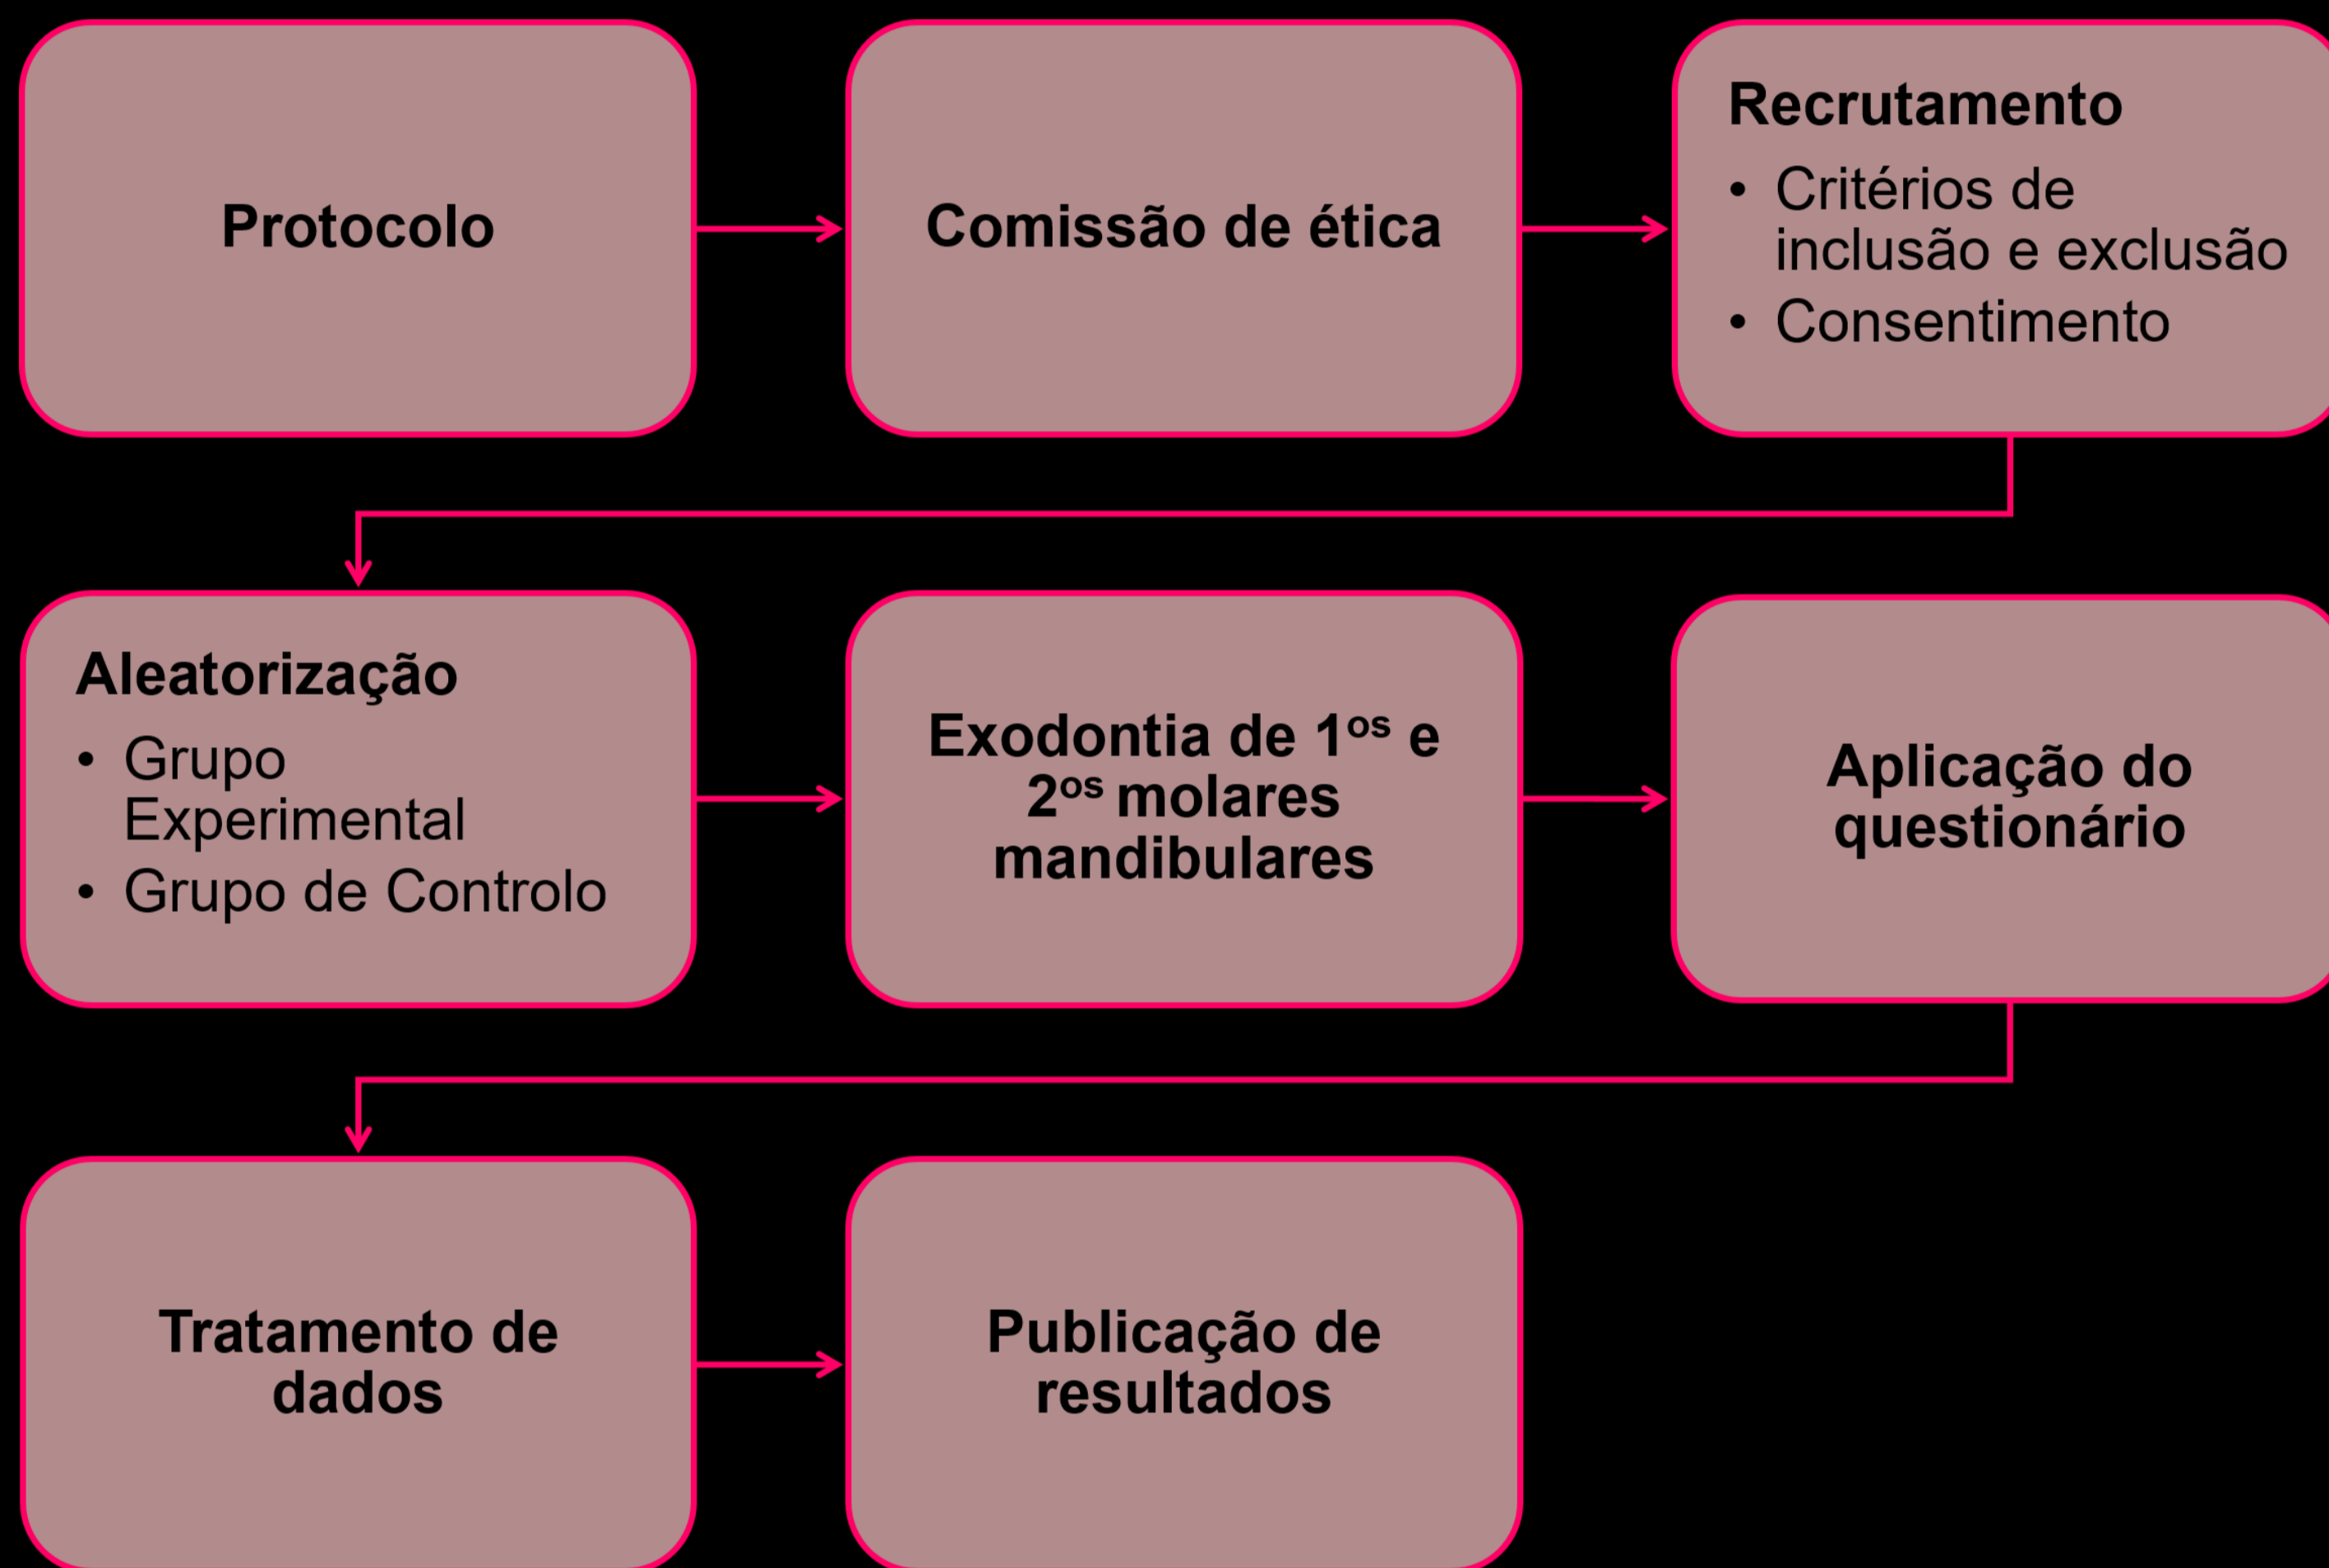 Protocolo
Comissão de ética
Recrutamento
• Critérios de
inclusão e exclusão
• Consentimento
Aleatorização
• Grupo
Experimental
• Grupo de Controlo
Exodontia de 1ºˢ e
2ºˢ molares
mandibulares
Aplicação do
questionário
Tratamento de
dados
Publicação de
resultados